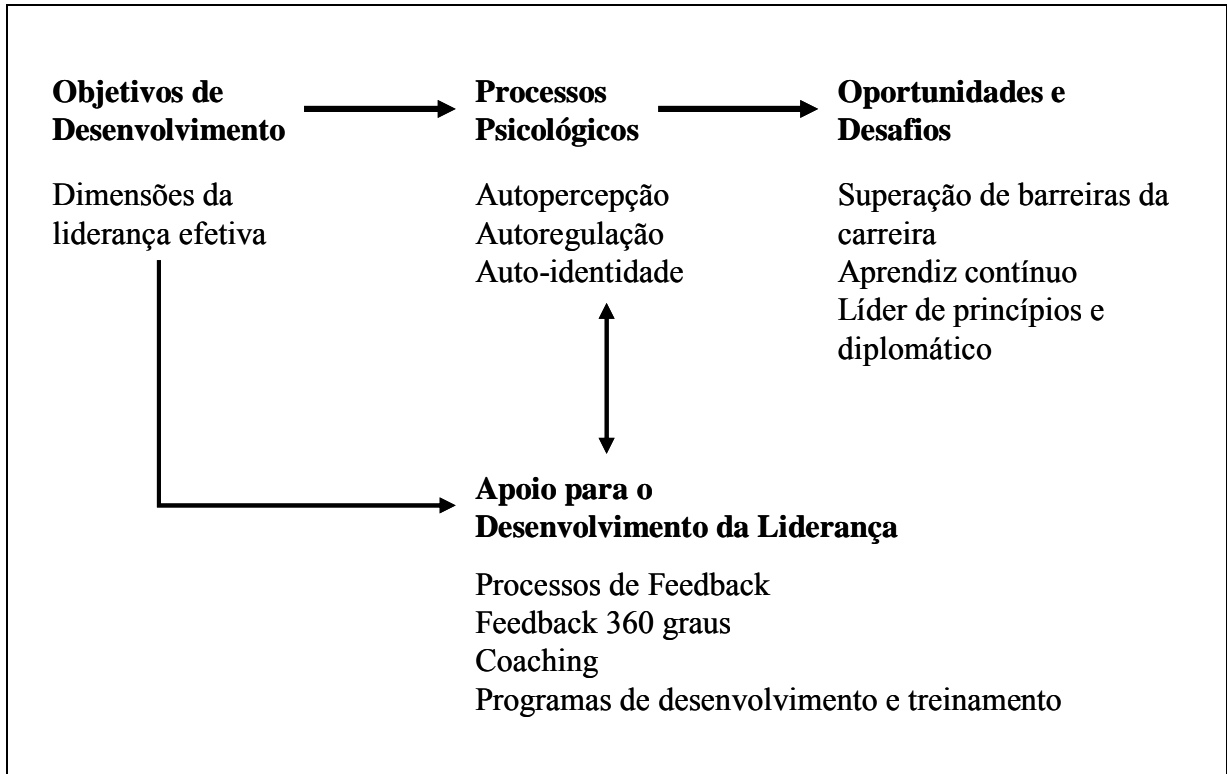 Objetivos de
Desenvolvimento
Dimensões da
liderança efetiva
Processos
Psicológicos
Autopercepção
Autoregulação
Auto-identidade
Oportunidades e
Desafios
Superação de barreiras da
carreira
Aprendiz contínuo
Líder de princípios e
diplomático
Apoio para o
Desenvolvimento da Liderança
Processos de Feedback
Feedback 360 graus
Coaching
Programas de desenvolvimento e treinamento